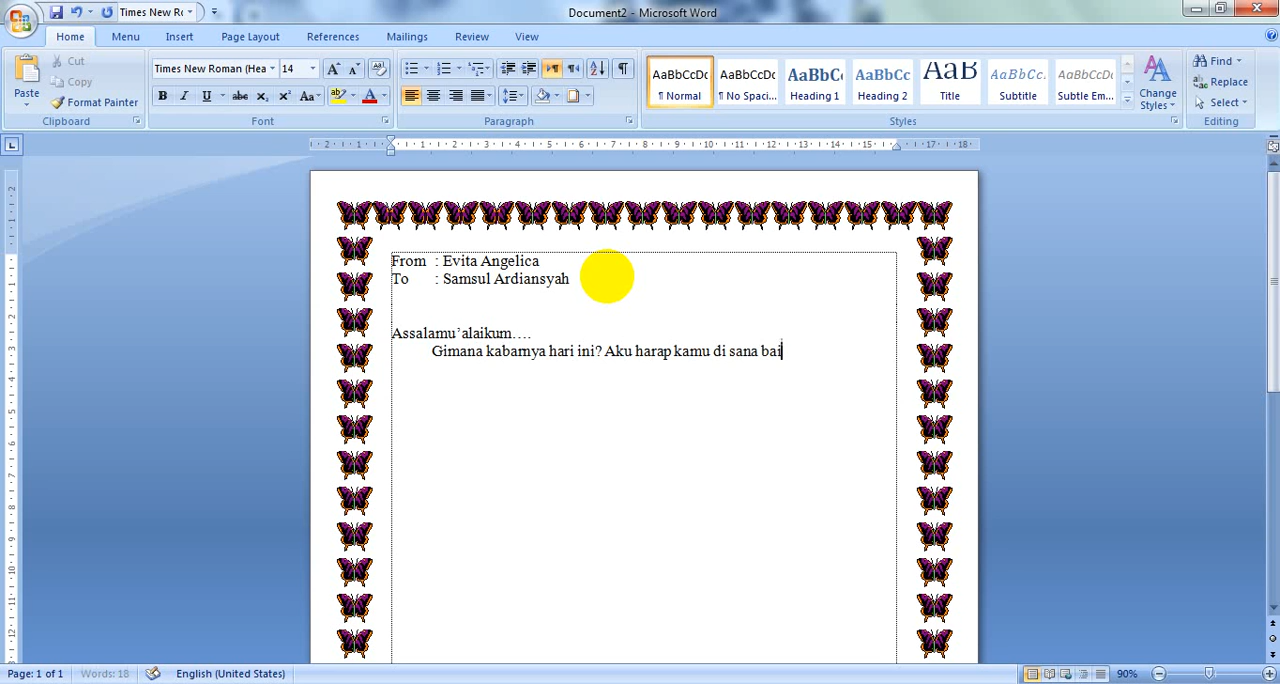 Times New Ro
Document2 - Microsoft Word
Home Menu Insert Page Layout References Mailings Review View
Paste
Cut
Copy
Format Painter
Clipboard
Times New Roman (Hea 14
Font
Paragraph
AaBbCcDc AaBbCcDc AaBbCc AaBbCc AaB AaBbCc. AaBbCcDc
¶ Normal ¶ No Spaci... Heading 1 Heading 2 Title Subtitle Subtle Em...
Change Styles
Styles
Find
Replace
Select
Editing
From : Evita Angelica
To : Samsul Ardiansyah
Assalamu’alaikum….
Gimana kabarnya hari ini? Aku harap kamu di sana bai
Page: 1 of 1 Words: 18 English (United States) 90%